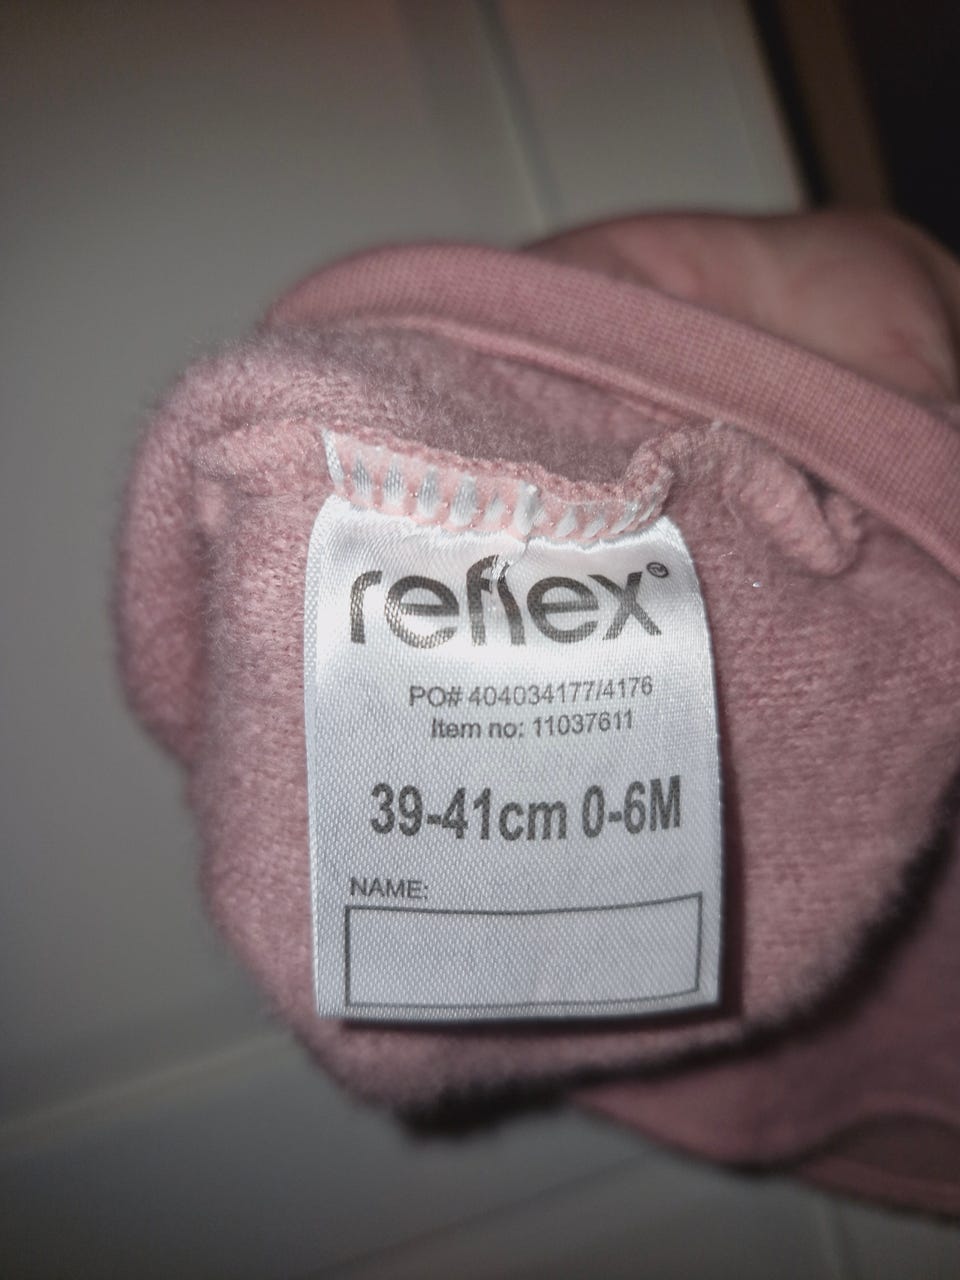 reflex®
PO# 404034177/4176
Item no: 11037611
39-41cm 0-6M
NAME: